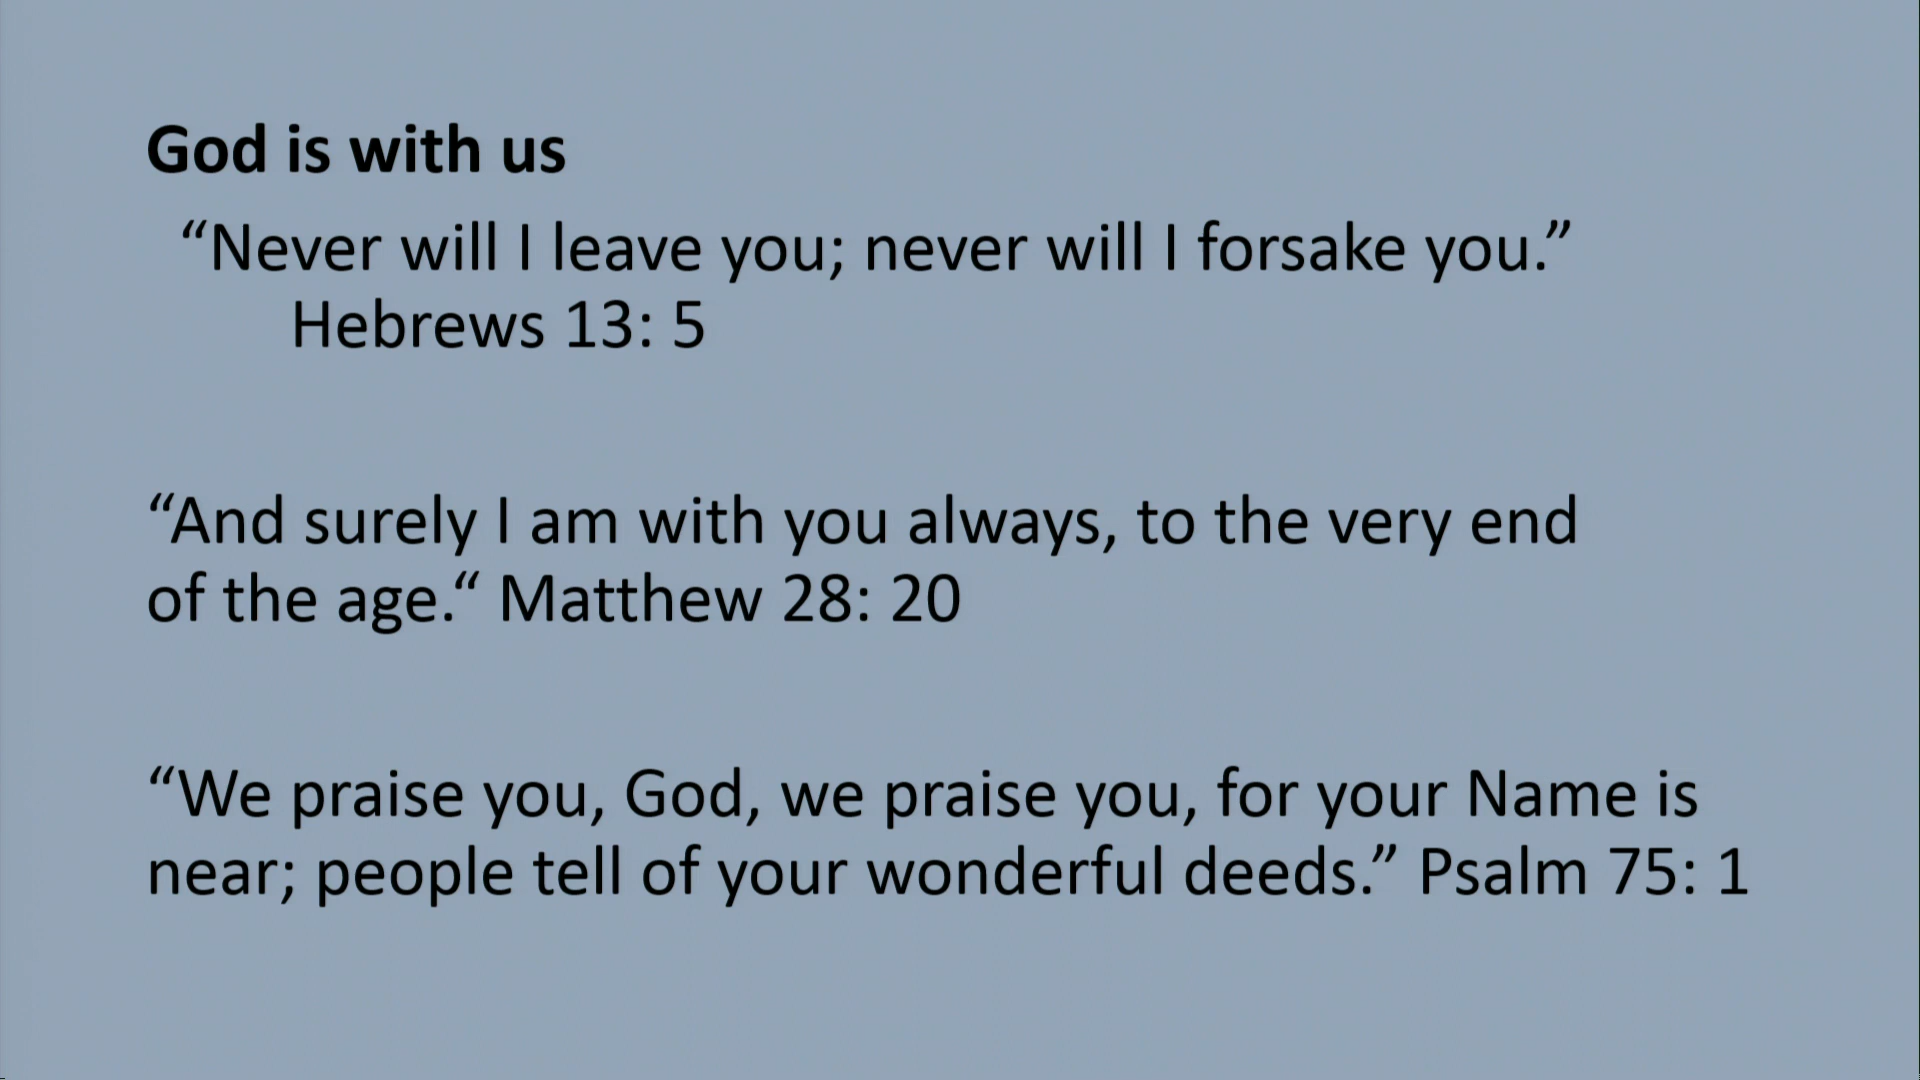 God is with us
“Never will I leave you; never will I forsake you.”
Hebrews 13: 5
“And surely I am with you always, to the very end
of the age.“ Matthew 28: 20
“We praise you, God, we praise you, for your Name is
near; people tell of your wonderful deeds.” Psalm 75: 1